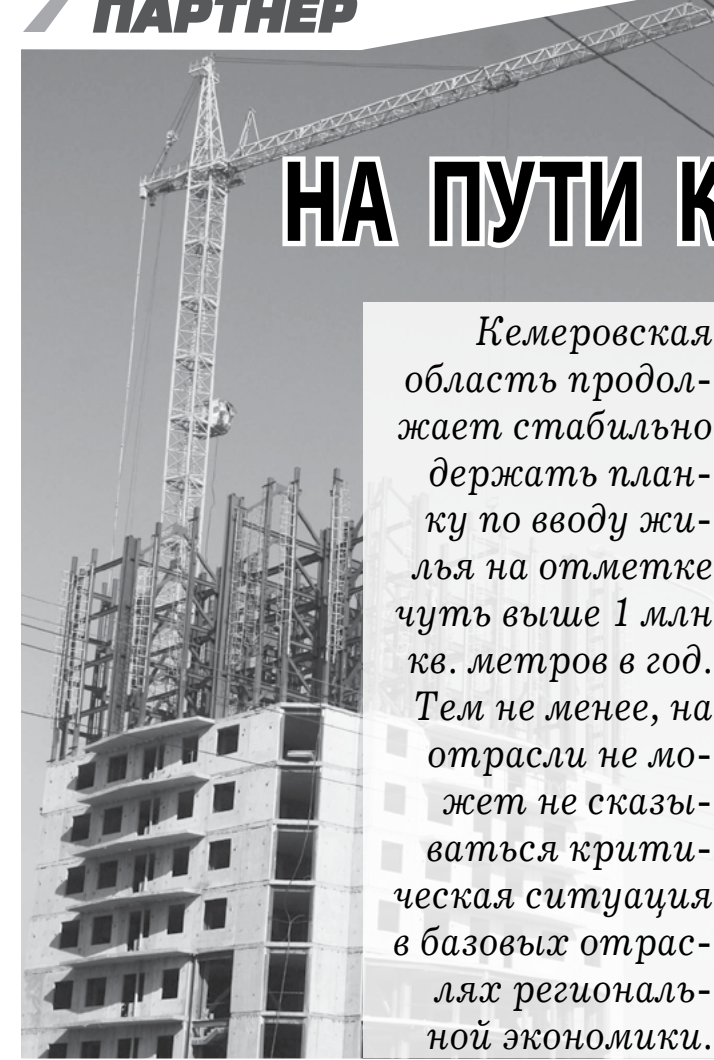 ПАРТНЕР
НА ПУТИ К
Кемеровская
область продол-
жает стабильно
держать план-
ку по вводу жи-
лья на отметке
чуть выше 1 млн
кв. метров в год.
Тем не менее, на
отрасли не мо-
жет не сказы-
ваться крити-
ческая ситуация
в базовых отрас-
лях региональ-
ной экономики.